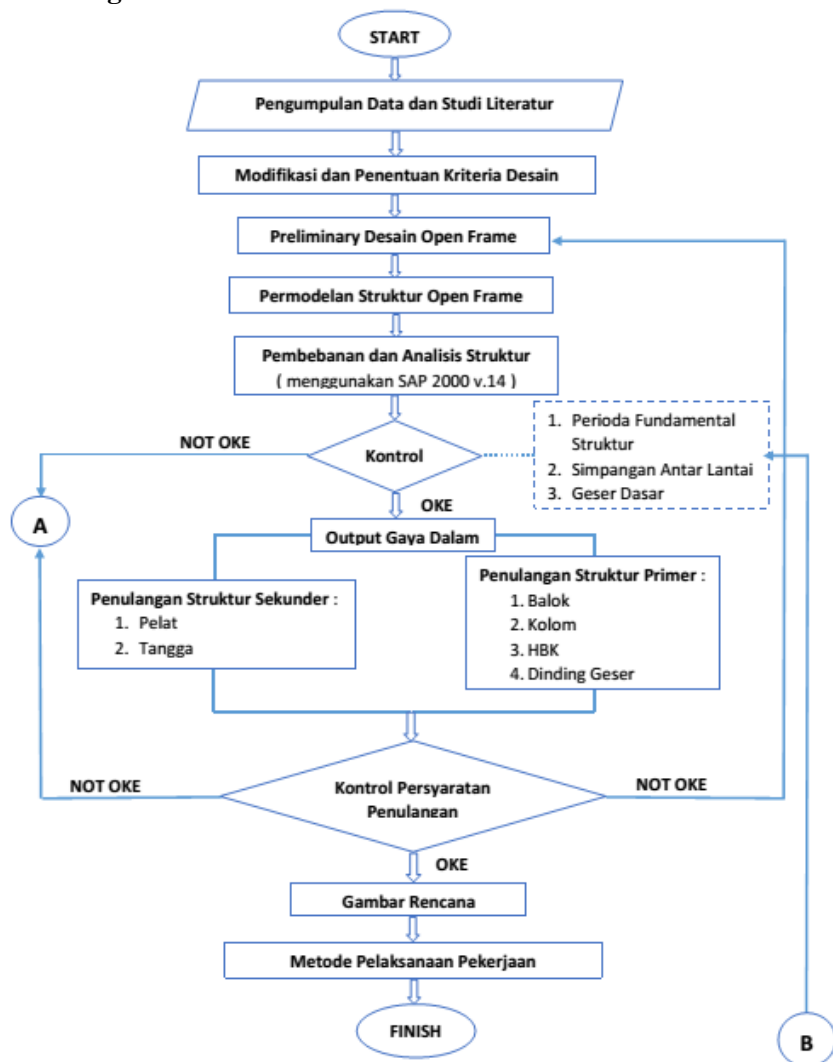 START
Pengumpulan Data dan Studi Literatur
Modifikasi dan Penentuan Kriteria Desain
Preliminary Desain Open Frame
Permodelan Struktur Open Frame
Pembebanan dan Analisis Struktur
( menggunakan SAP 2000 v.14 )
1. Perioda Fundamental
Struktur
2. Simpangan Antar Lantai
3. Geser Dasar
NOT OKE
Kontrol
OKE
A
Output Gaya Dalam
Penulangan Struktur Sekunder :
1. Pelat
2. Tangga
Penulangan Struktur Primer :
1. Balok
2. Kolom
3. HBK
4. Dinding Geser
NOT OKE
Kontrol Persyaratan
Penulangan
NOT OKE
OKE
Gambar Rencana
Metode Pelaksanaan Pekerjaan
FINISH
B